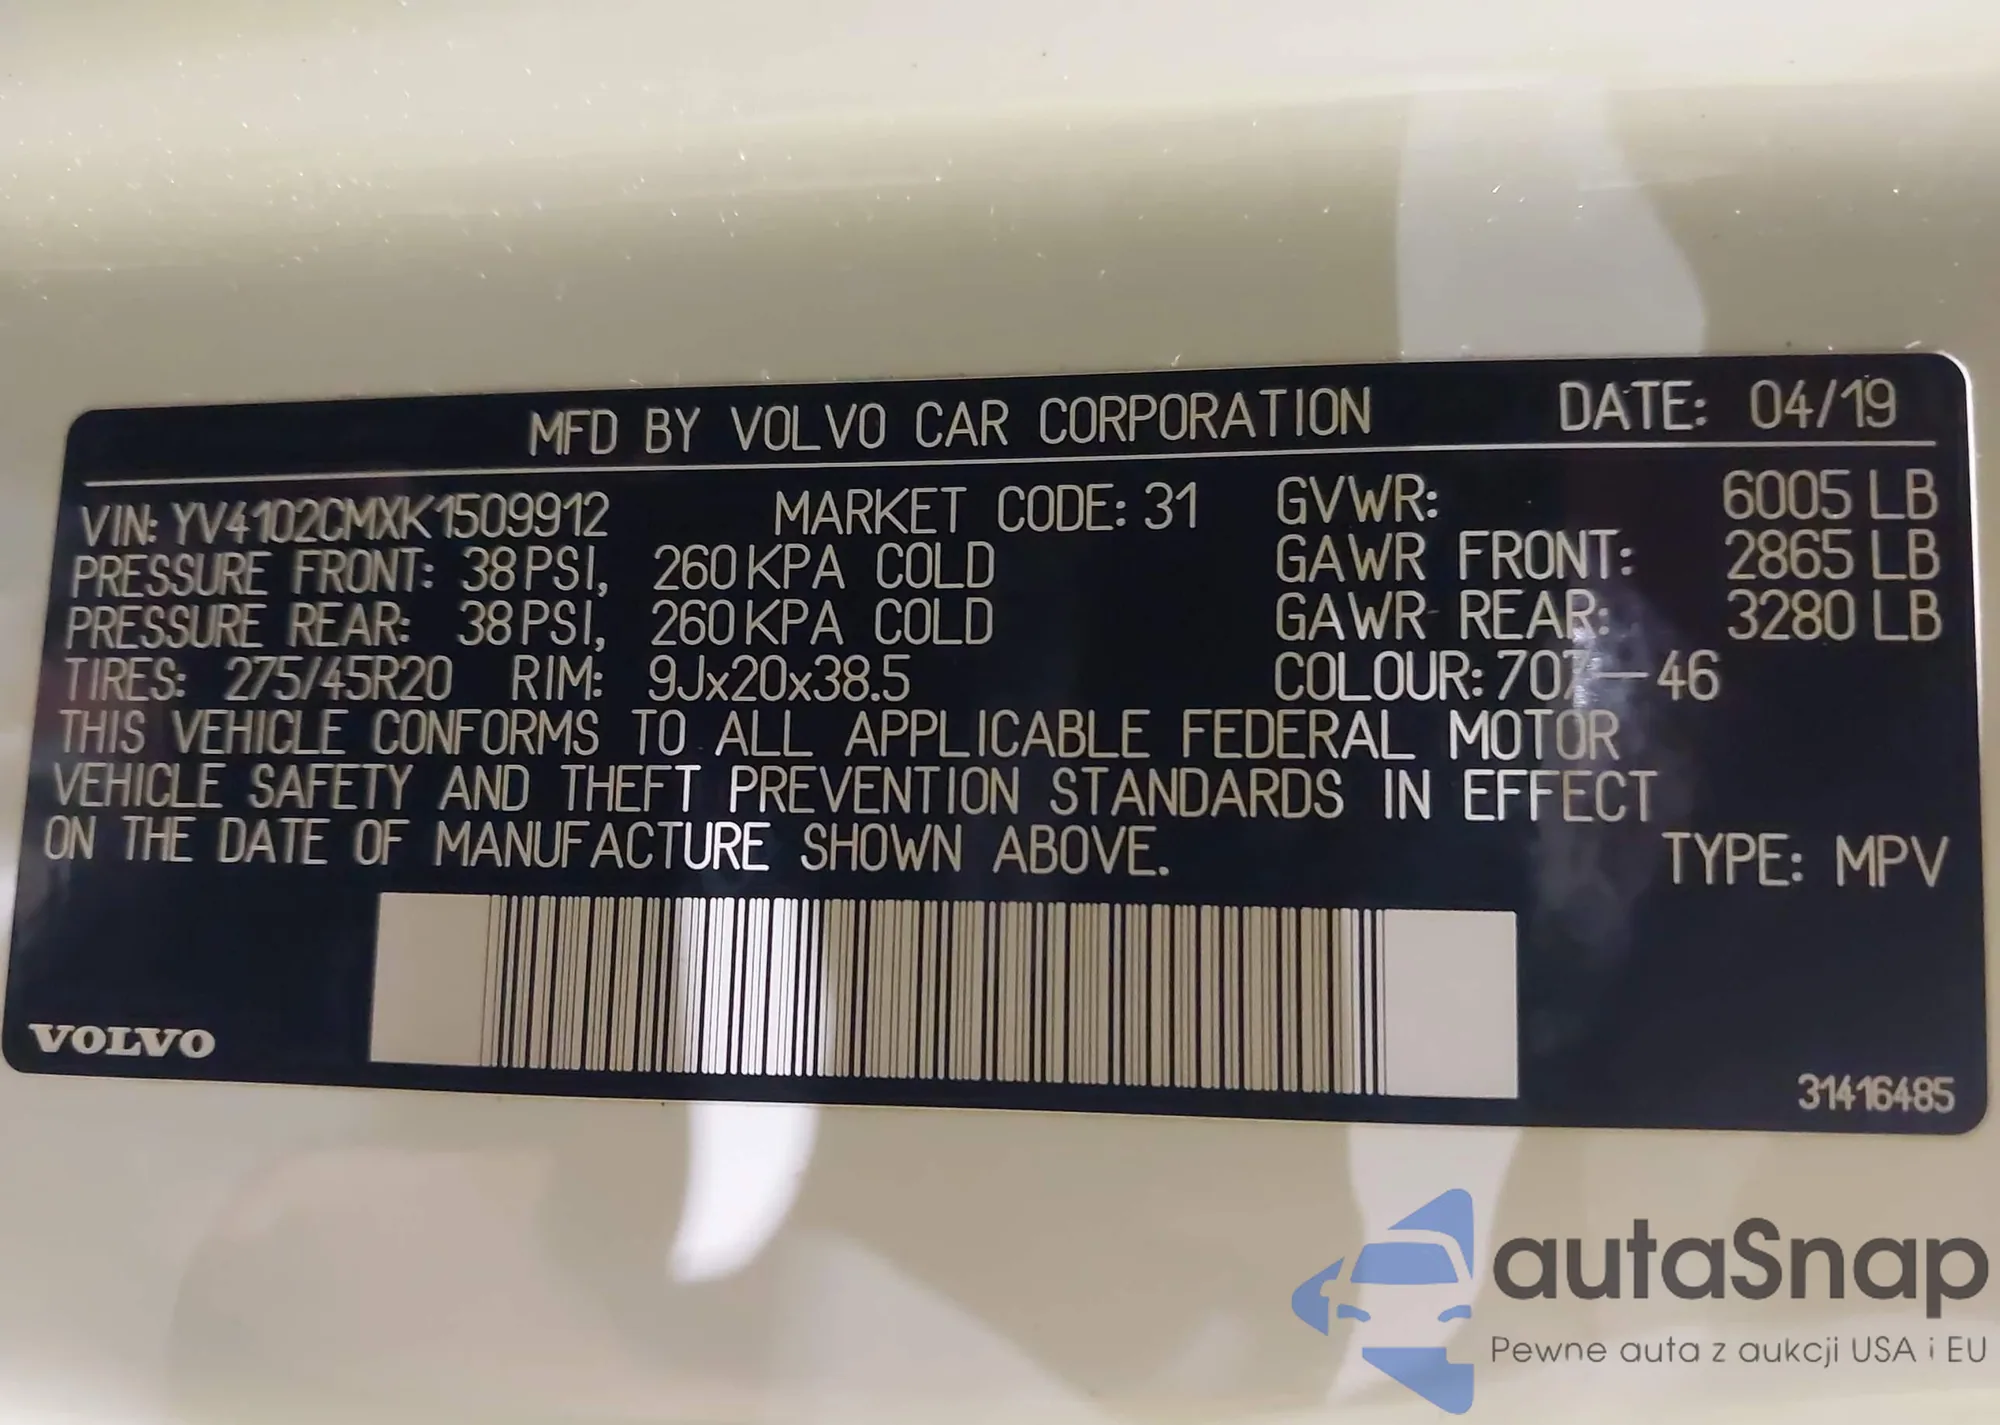 MFD BY VOLVO CAR CORPORATION DATE: 04/19
VIN: YV4102CMXK1509912 MARKET CODE: 31 GVWR: 6005 LB
PRESSURE FRONT: 38 PSI, 260 KPA COLD GAWR FRONT: 2865 LB
PRESSURE REAR: 38 PSI, 260 KPA COLD GAWR REAR: 3280 LB
TIRES: 275/45R20 RIM: 9Jx20x38.5 COLOUR: -46
THIS VEHICLE CONFORMS TO ALL APPLICABLE FEDERAL MOTOR
VEHICLE SAFETY AND THEFT PREVENTION STANDARDS IN EFFECT
ON THE DATE OF MANUFACTURE SHOWN ABOVE. TYPE: MPV
VOLVO
31416485
autaSnap
Pewne auta z aukcji USA i EU